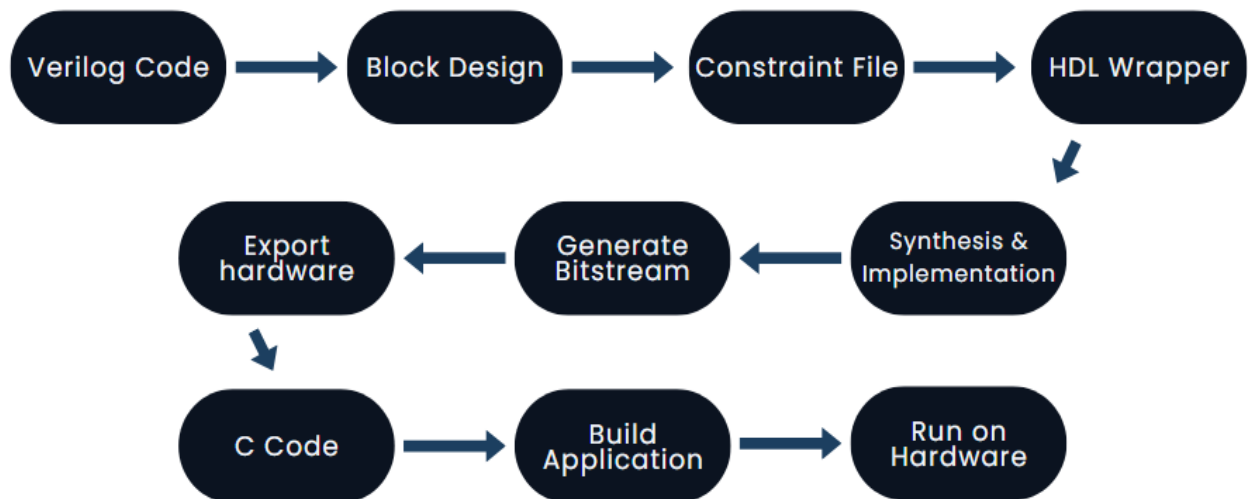 Verilog Code
Block Design
Constraint File
HDL Wrapper
Synthesis &
Implementation
Generate
Bitstream
Export
hardware
C Code
Build
Application
Run on
Hardware